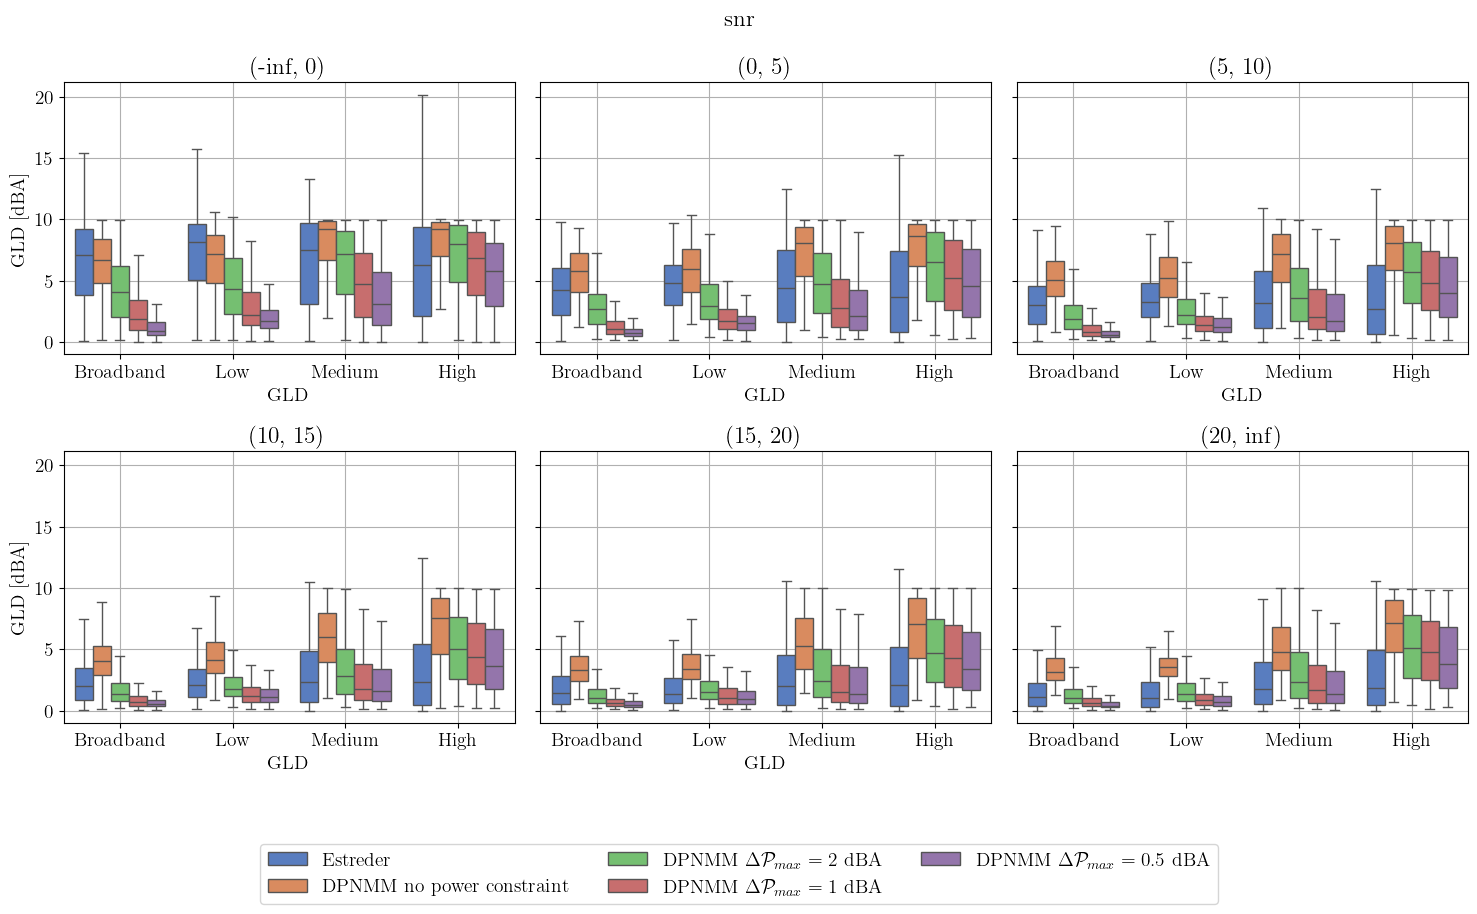 snr
(-inf, 0)
(0, 5)
(5, 10)
20
15
10
5
0
GLD [dBA]
Broadband Low Medium High
Broadband Low Medium High
Broadband Low Medium High
GLD
GLD
GLD
(10, 15)
(15, 20)
(20, inf)
20
15
10
5
0
GLD [dBA]
Broadband Low Medium High
Broadband Low Medium High
Broadband Low Medium High
GLD
GLD
Estreder
DPNMM no power constraint
DPNMM Δ𝒫max = 2 dBA
DPNMM Δ𝒫max = 1 dBA
DPNMM Δ𝒫max = 0.5 dBA